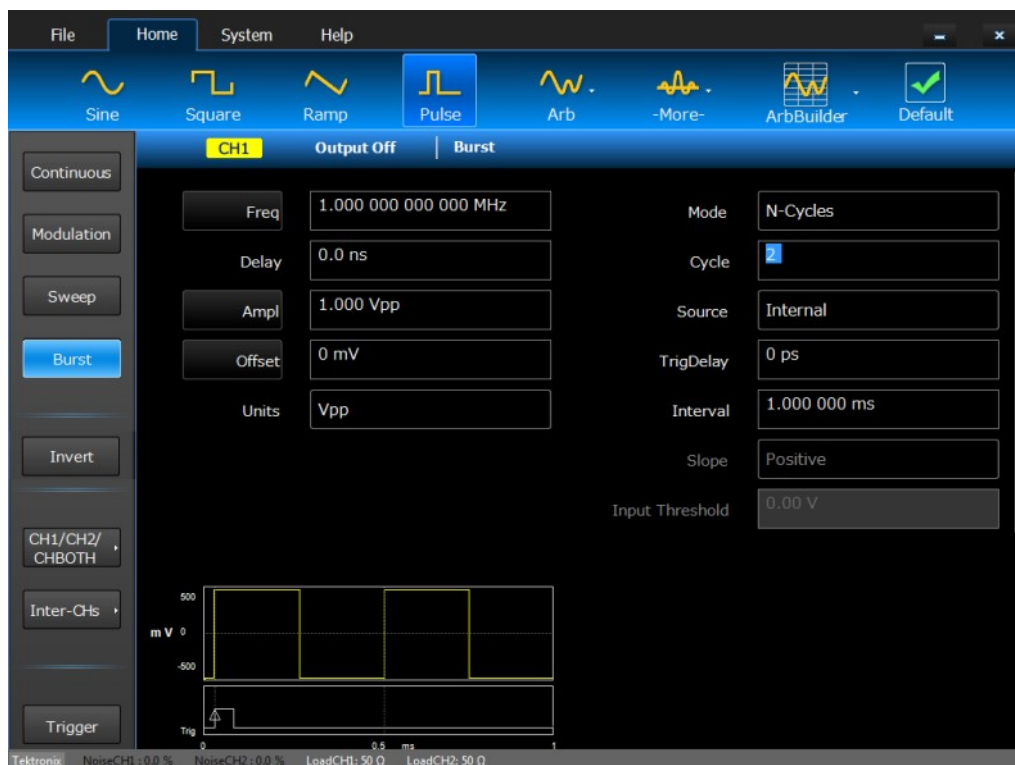 File Home System Help
Sine Square Ramp Pulse Arb -More- ArbBuilder Default
CH1 Output Off Burst
Continuous
Modulation
Sweep
Burst
Invert
CH1/CH2/
CHBOTH
Inter-CHs
Trigger
Freq 1.000 000 000 000 MHz
Delay 0.0 ns
Ampl 1.000 Vpp
Offset 0 mV
Units Vpp
Mode N-Cycles
Cycle 2
Source Internal
TrigDelay 0 ps
Interval 1.000 000 ms
Slope Positive
Input Threshold 0.00 V
500
m V 0
-500
Trig
0 0.5 ms 1
Tektronix NoiseCH1 : 0.0 % NoiseCH2 : 0.0 % LoadCH1: 50 Ω LoadCH2: 50 Ω